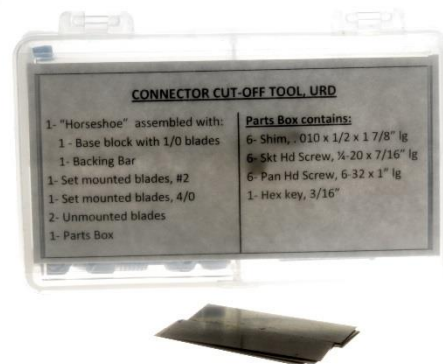 CONNECTOR CUT-OFF TOOL, URD
1- "Horseshoe" assembled with:
1 - Base block with 1/0 blades
1- Backing Bar
1- Set mounted blades, #2
1- Set mounted blades, 4/0
2- Unmounted blades
1- Parts Box
Parts Box contains:
6- Shim, .010 x 1/2 x 1 7/8" lg
6- Skt Hd Screw, ¼-20 x 7/16" lg
6- Pan Hd Screw, 6-32 x 1" lg
1- Hex key, 3/16"